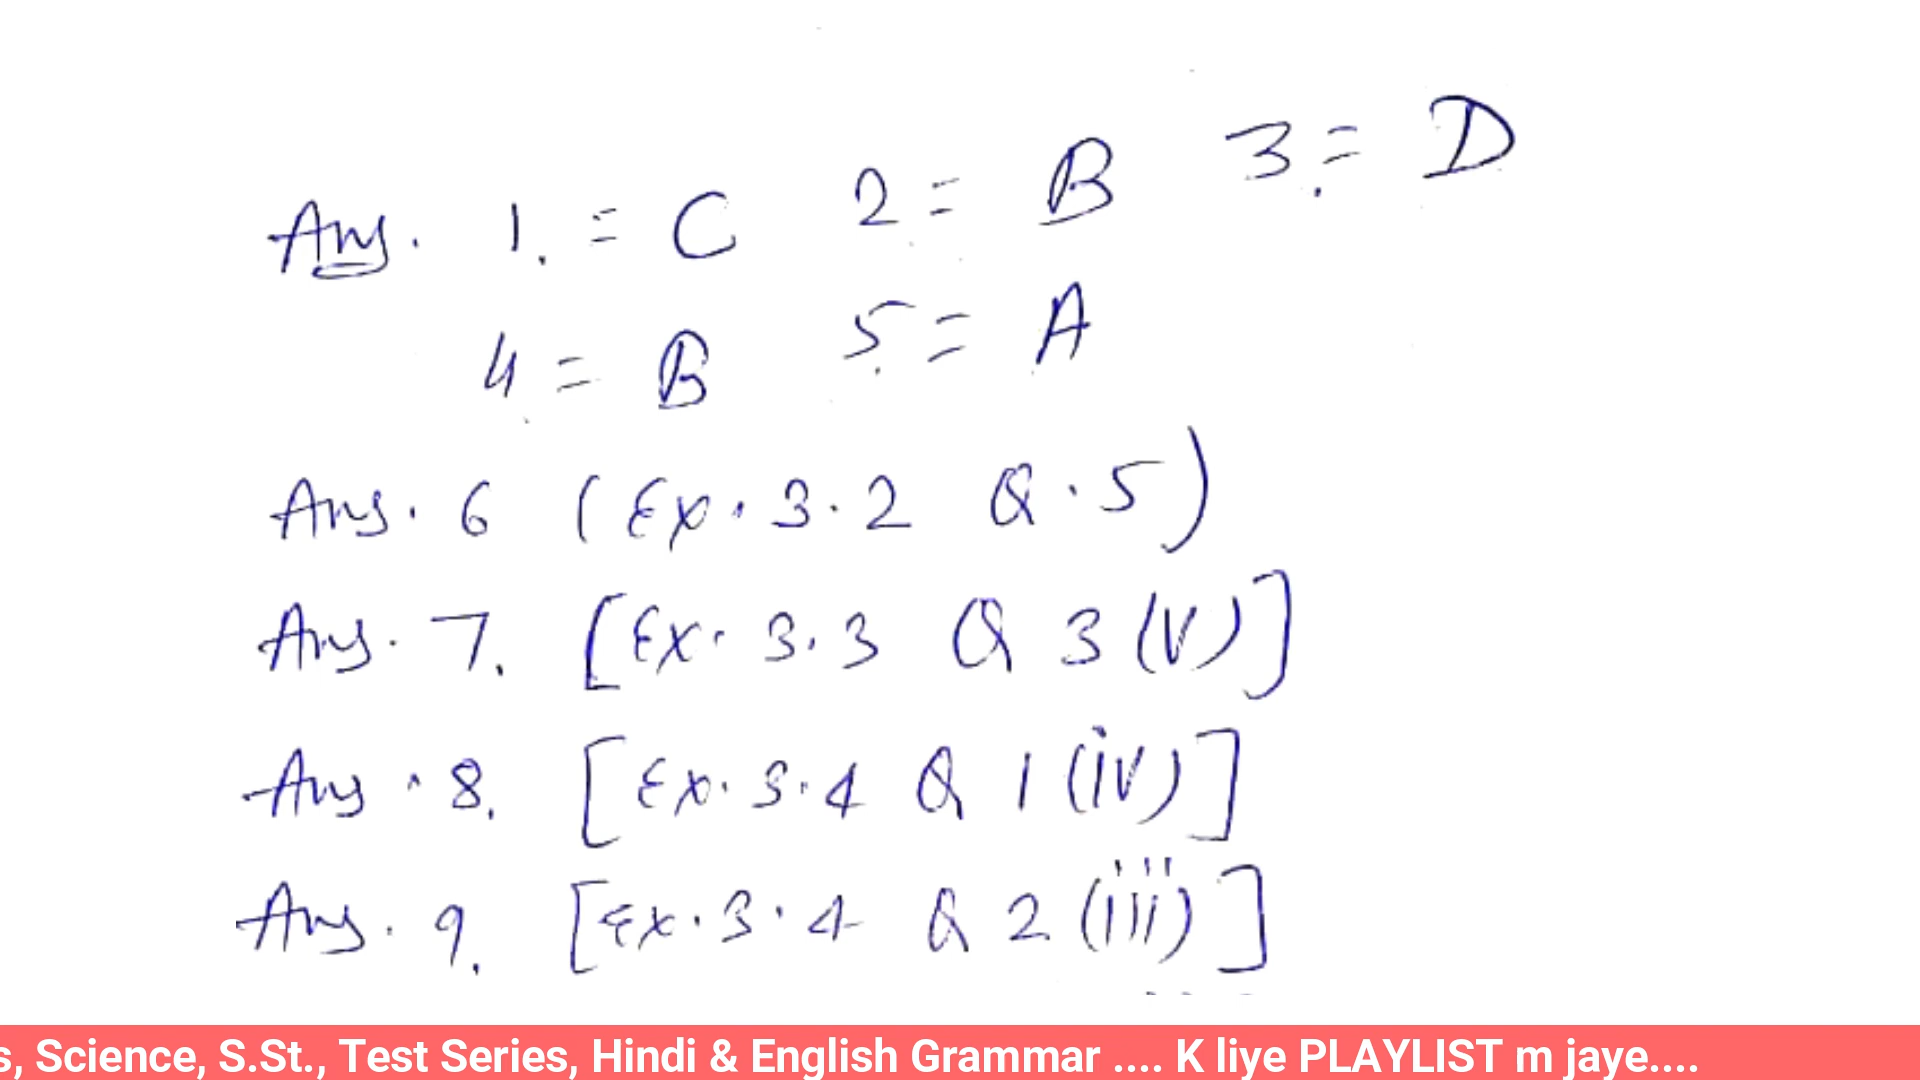 Ans. 1. = C 2 = B 3 = D
4 = B 5 = A
Ans. 6 (Ex. 3.2 Q.5)
Ans. 7. [Ex. 3.3 Q 3 (V)]
Ans. 8. [Ex. 3.4 Q 1 (iv)]
Ans. 9. [Ex. 3.4 Q 2 (iii)]
s, Science, S.St., Test Series, Hindi & English Grammar .... K liye PLAYLIST m jaye....